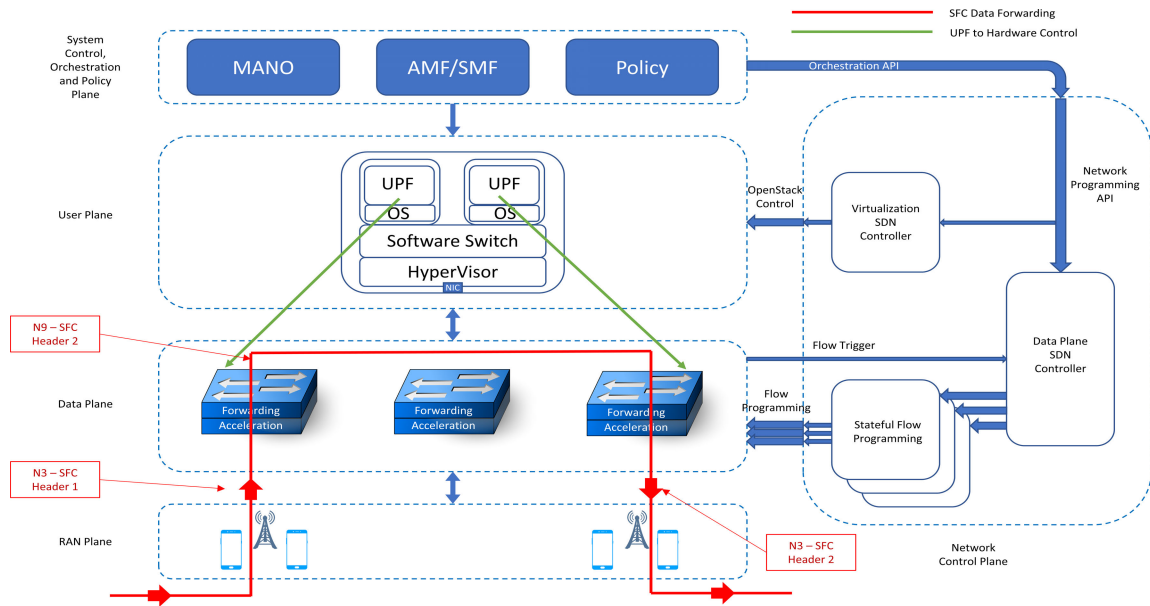 SFC Data Forwarding
UPF to Hardware Control
System
Control,
Orchestration
and Policy
Plane
MANO
AMF/SMF
Policy
Orchestration API
UPF
UPF
OS
OS
Software Switch
HyperVisor
NIC
User Plane
OpenStack
Control
Virtualization
SDN
Controller
Network
Programming
API
N9 – SFC
Header 2
Flow Trigger
Data Plane
SDN
Controller
Data Plane
Forwarding
Acceleration
Forwarding
Acceleration
Forwarding
Acceleration
Flow
Programming
Stateful Flow
Programming
N3 – SFC
Header 1
RAN Plane
N3 – SFC
Header 2
Network
Control Plane